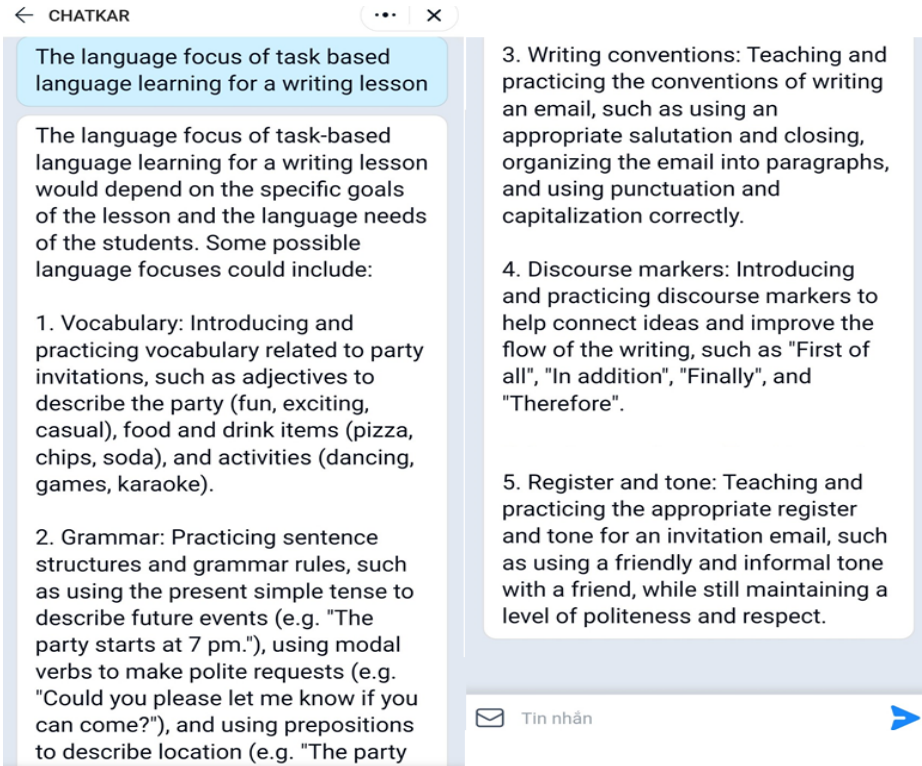 CHATKAR
The language focus of task based
language learning for a writing lesson
The language focus of task-based
language learning for a writing lesson
would depend on the specific goals
of the lesson and the language needs
of the students. Some possible
language focuses could include:
1. Vocabulary: Introducing and
practicing vocabulary related to party
invitations, such as adjectives to
describe the party (fun, exciting,
casual), food and drink items (pizza,
chips, soda), and activities (dancing,
games, karaoke).
2. Grammar: Practicing sentence
structures and grammar rules, such
as using the present simple tense to
describe future events (e.g. "The
party starts at 7 pm."), using modal
verbs to make polite requests (e.g.
"Could you please let me know if you
can come?"), and using prepositions
to describe location (e.g. "The party
3. Writing conventions: Teaching and
practicing the conventions of writing
an email, such as using an
appropriate salutation and closing,
organizing the email into paragraphs,
and using punctuation and
capitalization correctly.
4. Discourse markers: Introducing
and practicing discourse markers to
help connect ideas and improve the
flow of the writing, such as "First of
all", "In addition", "Finally", and
"Therefore".
5. Register and tone: Teaching and
practicing the appropriate register
and tone for an invitation email, such
as using a friendly and informal tone
with a friend, while still maintaining a
level of politeness and respect.
Tin nhắn